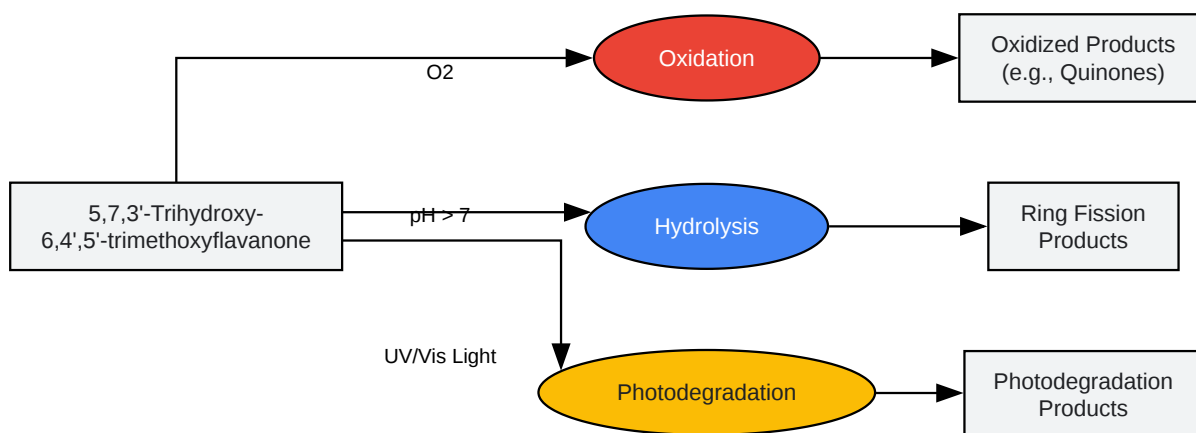 O2
Oxidation
Oxidized Products
(e.g., Quinones)
5,7,3'-Trihydroxy-
6,4',5'-trimethoxyflavanone
pH > 7
Hydrolysis
Ring Fission
Products
UV/Vis Light
Photodegradation
Photodegradation
Products